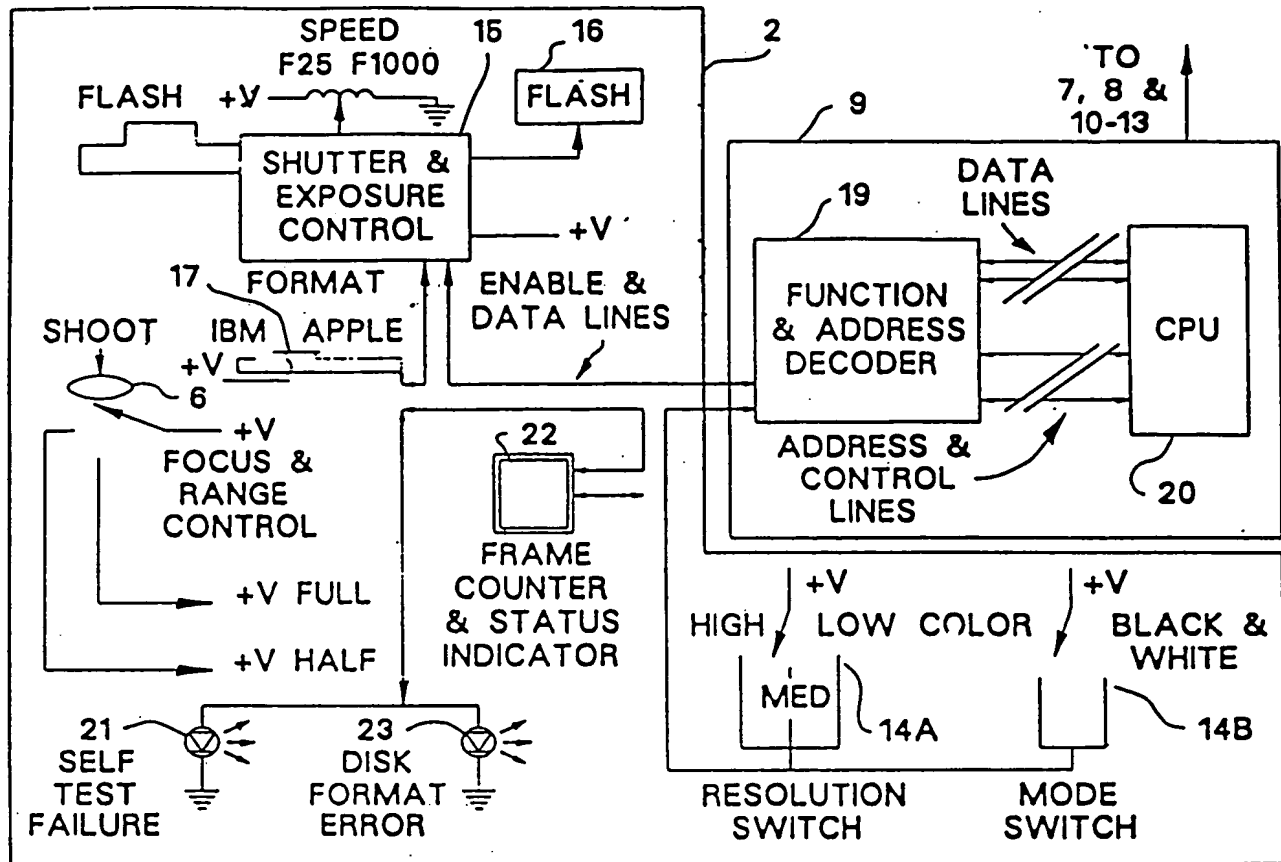 SPEED
F25 F1000
15
16
2
FLASH
+V
FLASH
TO
7, 8 &
10-13
9
SHUTTER &
EXPOSURE
CONTROL
+V
DATA
LINES
19
17
FORMAT
ENABLE &
DATA LINES
FUNCTION
& ADDRESS
DECODER
CPU
SHOOT
IBM APPLE
+V
6
+V
FOCUS &
RANGE
CONTROL
22
ADDRESS &
CONTROL
LINES
20
FRAME
COUNTER
& STATUS
INDICATOR
+V FULL
+V HALF
+V
+V
HIGH
LOW
COLOR
BLACK &
WHITE
MED
14A
14B
21
SELF
TEST
FAILURE
23
DISK
FORMAT
ERROR
RESOLUTION
SWITCH
MODE
SWITCH